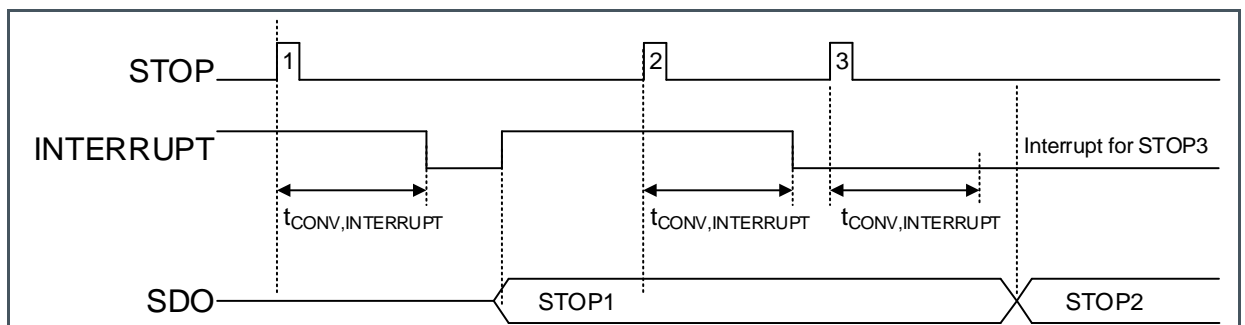 STOP 1 2 3
INTERRUPT Interrupt for STOP3
tCONV,INTERRUPT tCONV,INTERRUPT tCONV,INTERRUPT
SDO STOP1 STOP2